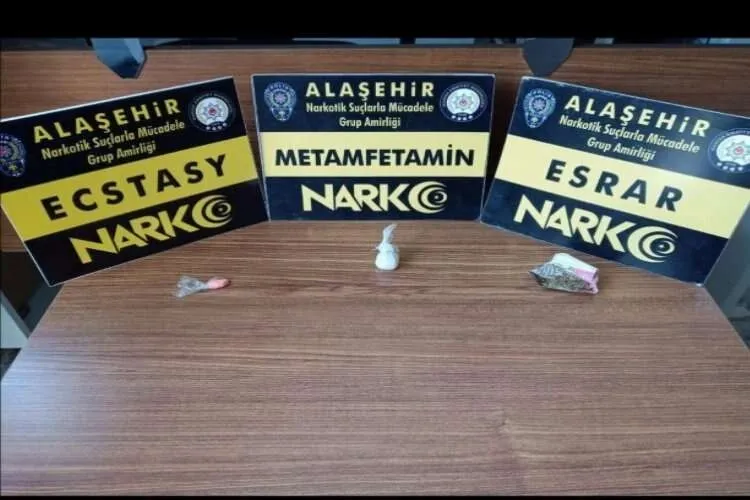 ALAŞEHİR
Narkotik Suçlarla Mücadele
Grup Amirliği
ECSTASY
NARKO
ALAŞEHİR
Narkotik Suçlarla Mücadele
Grup Amirliği
METAMFETAMİN
NARKO
ALAŞEHİR
Narkotik Suçlarla Mücadele
Grup Amirliği
ESRAR
NARKO